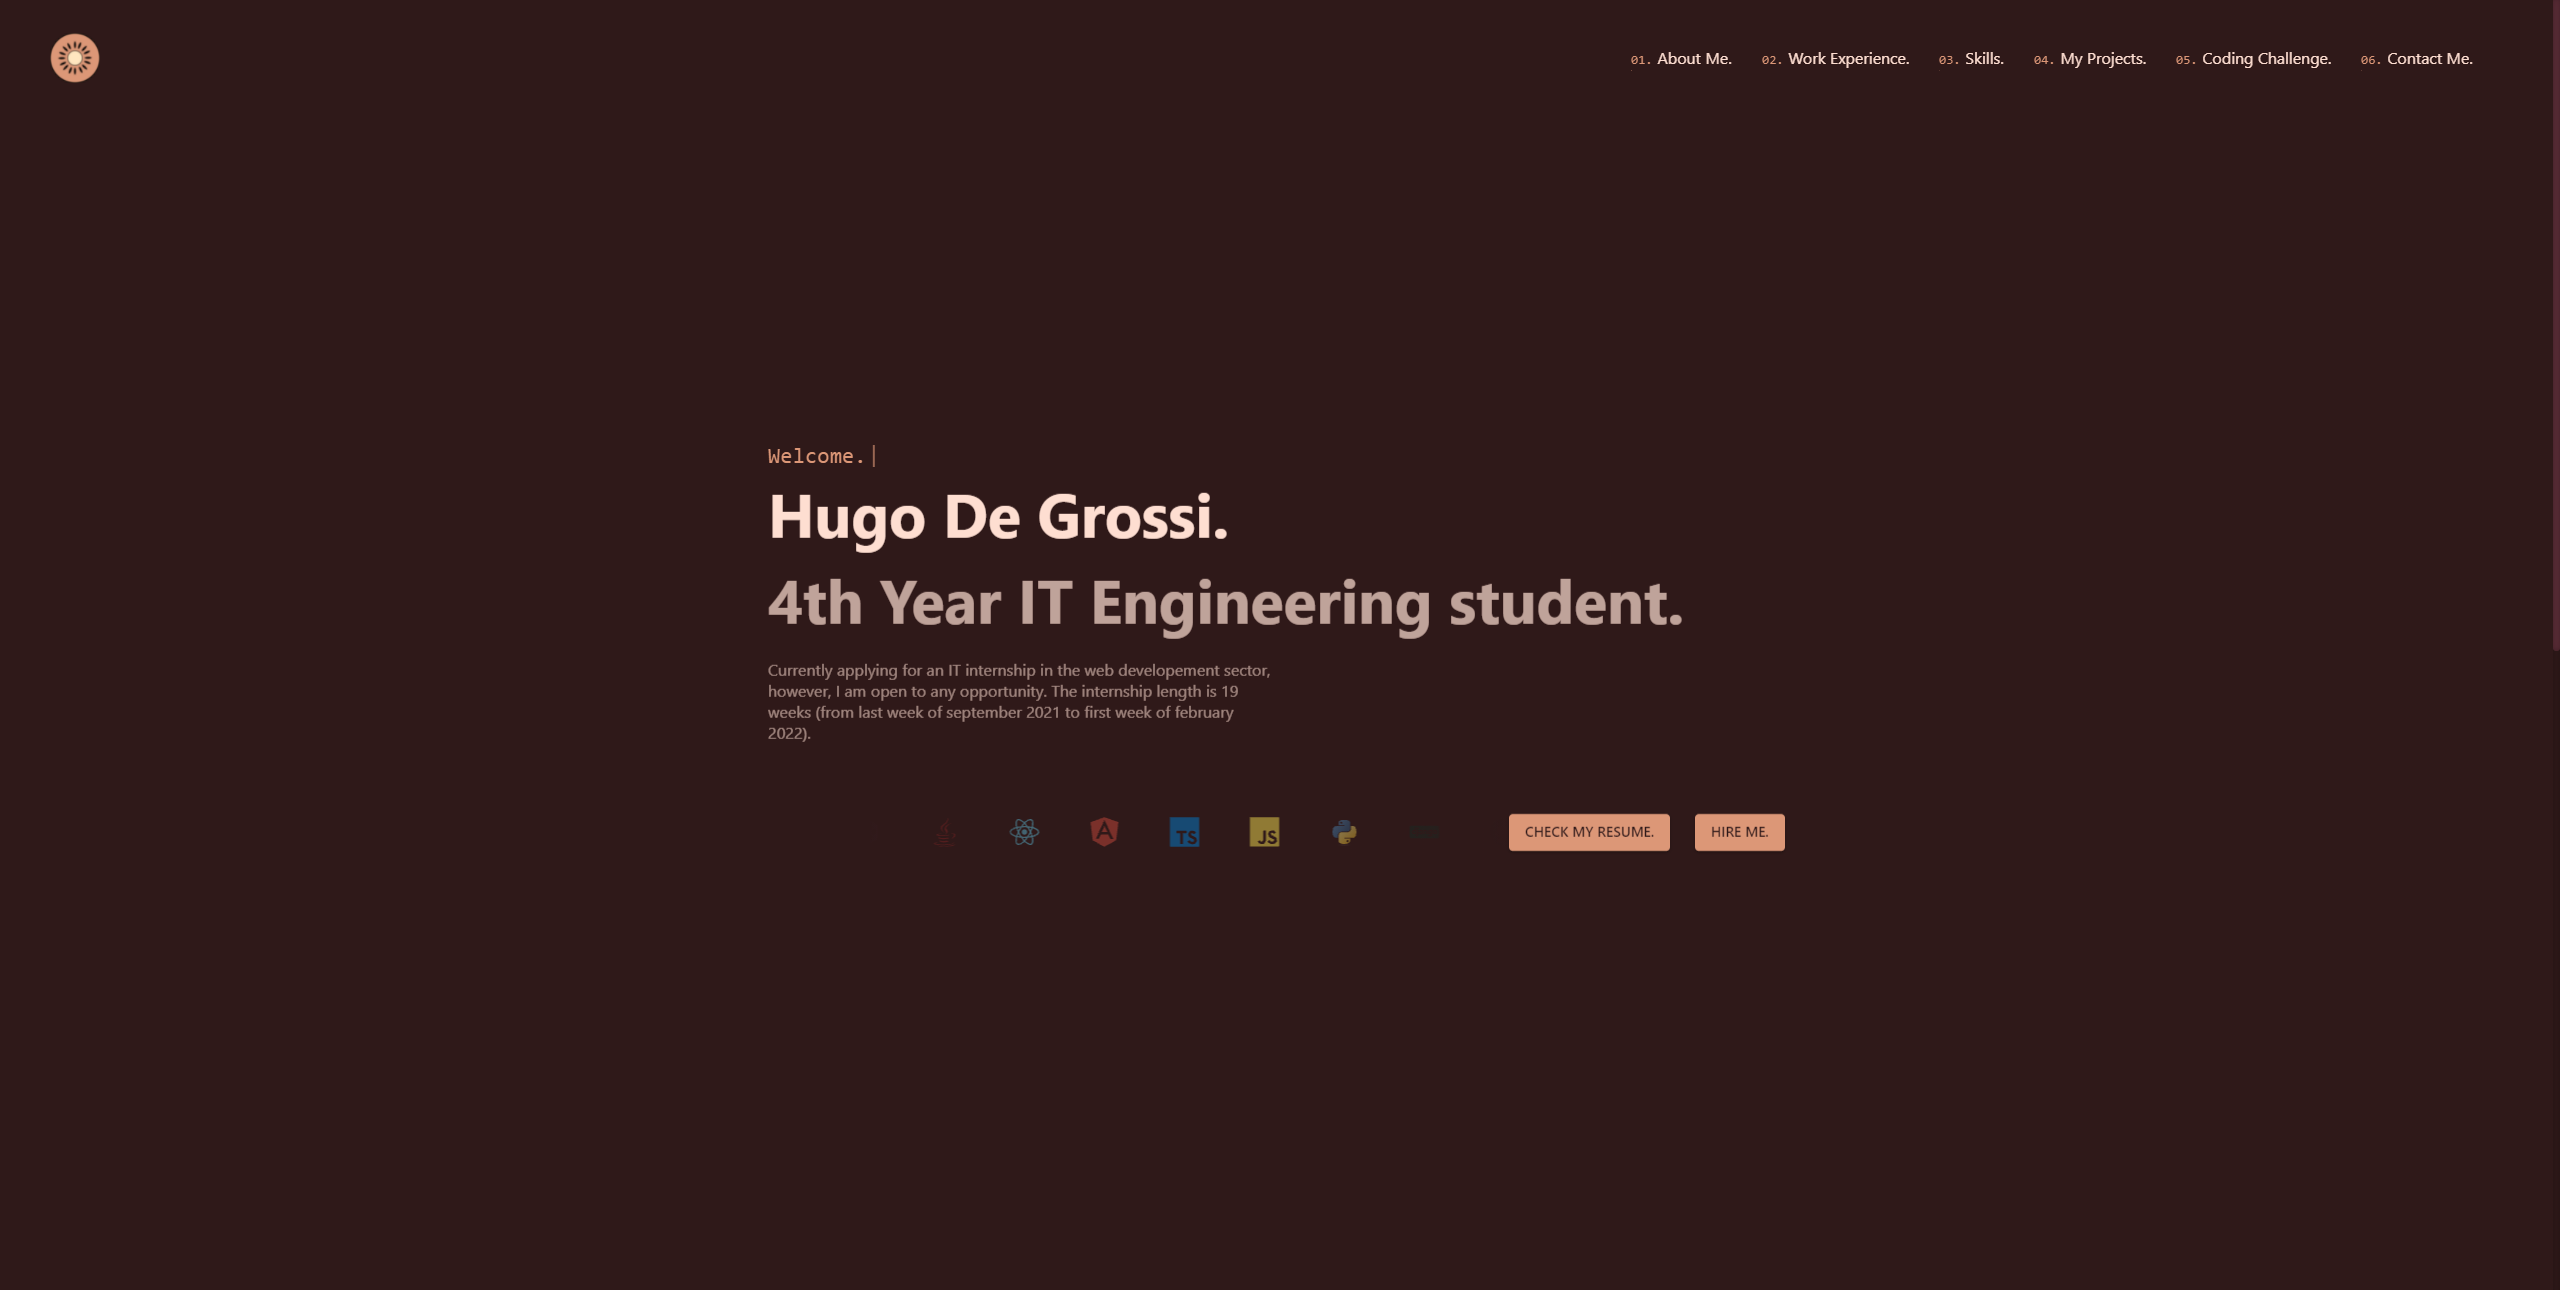 01. About Me. 02. Work Experience. 03. Skills. 04. My Projects. 05. Coding Challenge. 06. Contact Me.
Welcome.
Hugo De Grossi.
4th Year IT Engineering student.
Currently applying for an IT internship in the web developement sector,
however, I am open to any opportunity. The internship length is 19
weeks (from last week of september 2021 to first week of february
2022).
TS JS CHECK MY RESUME. HIRE ME.